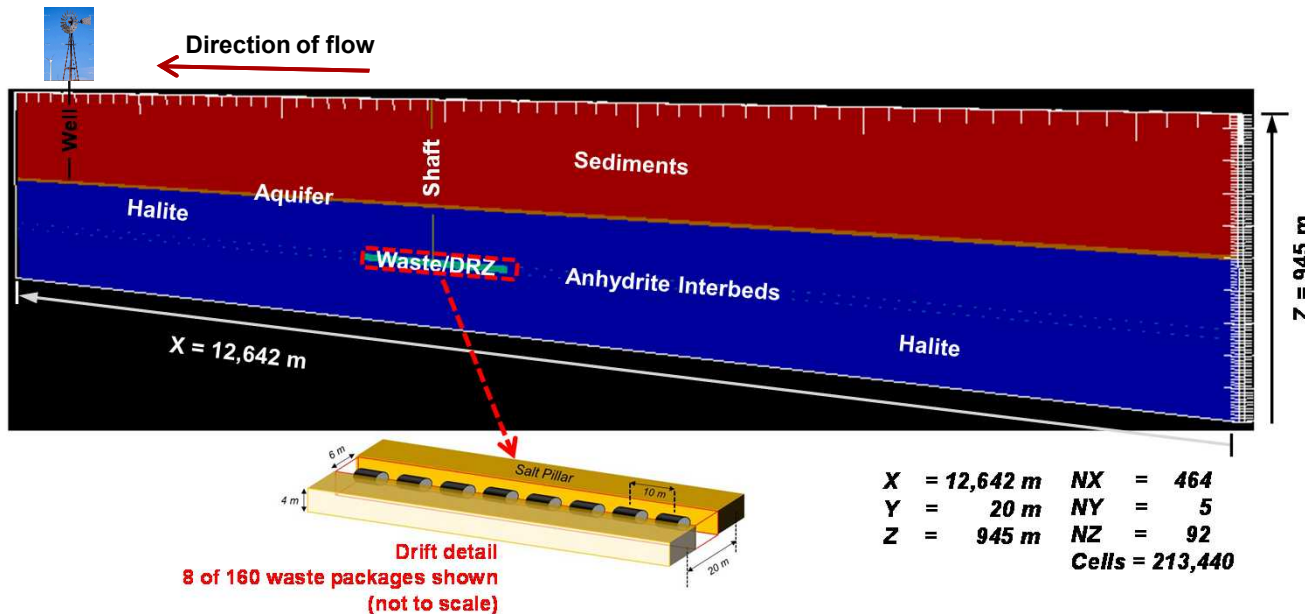 Direction of flow
Well
Shaft
Sediments
Aquifer
Halite
Waste/DRZ
Anhydrite Interbeds
Halite
X = 12,642 m
Z = 945 m
6 m
Salt Pillar
10 m
4 m
20 m
Drift detail
8 of 160 waste packages shown
(not to scale)
X = 12,642 m NX = 464
Y = 20 m NY = 5
Z = 945 m NZ = 92
Cells = 213,440